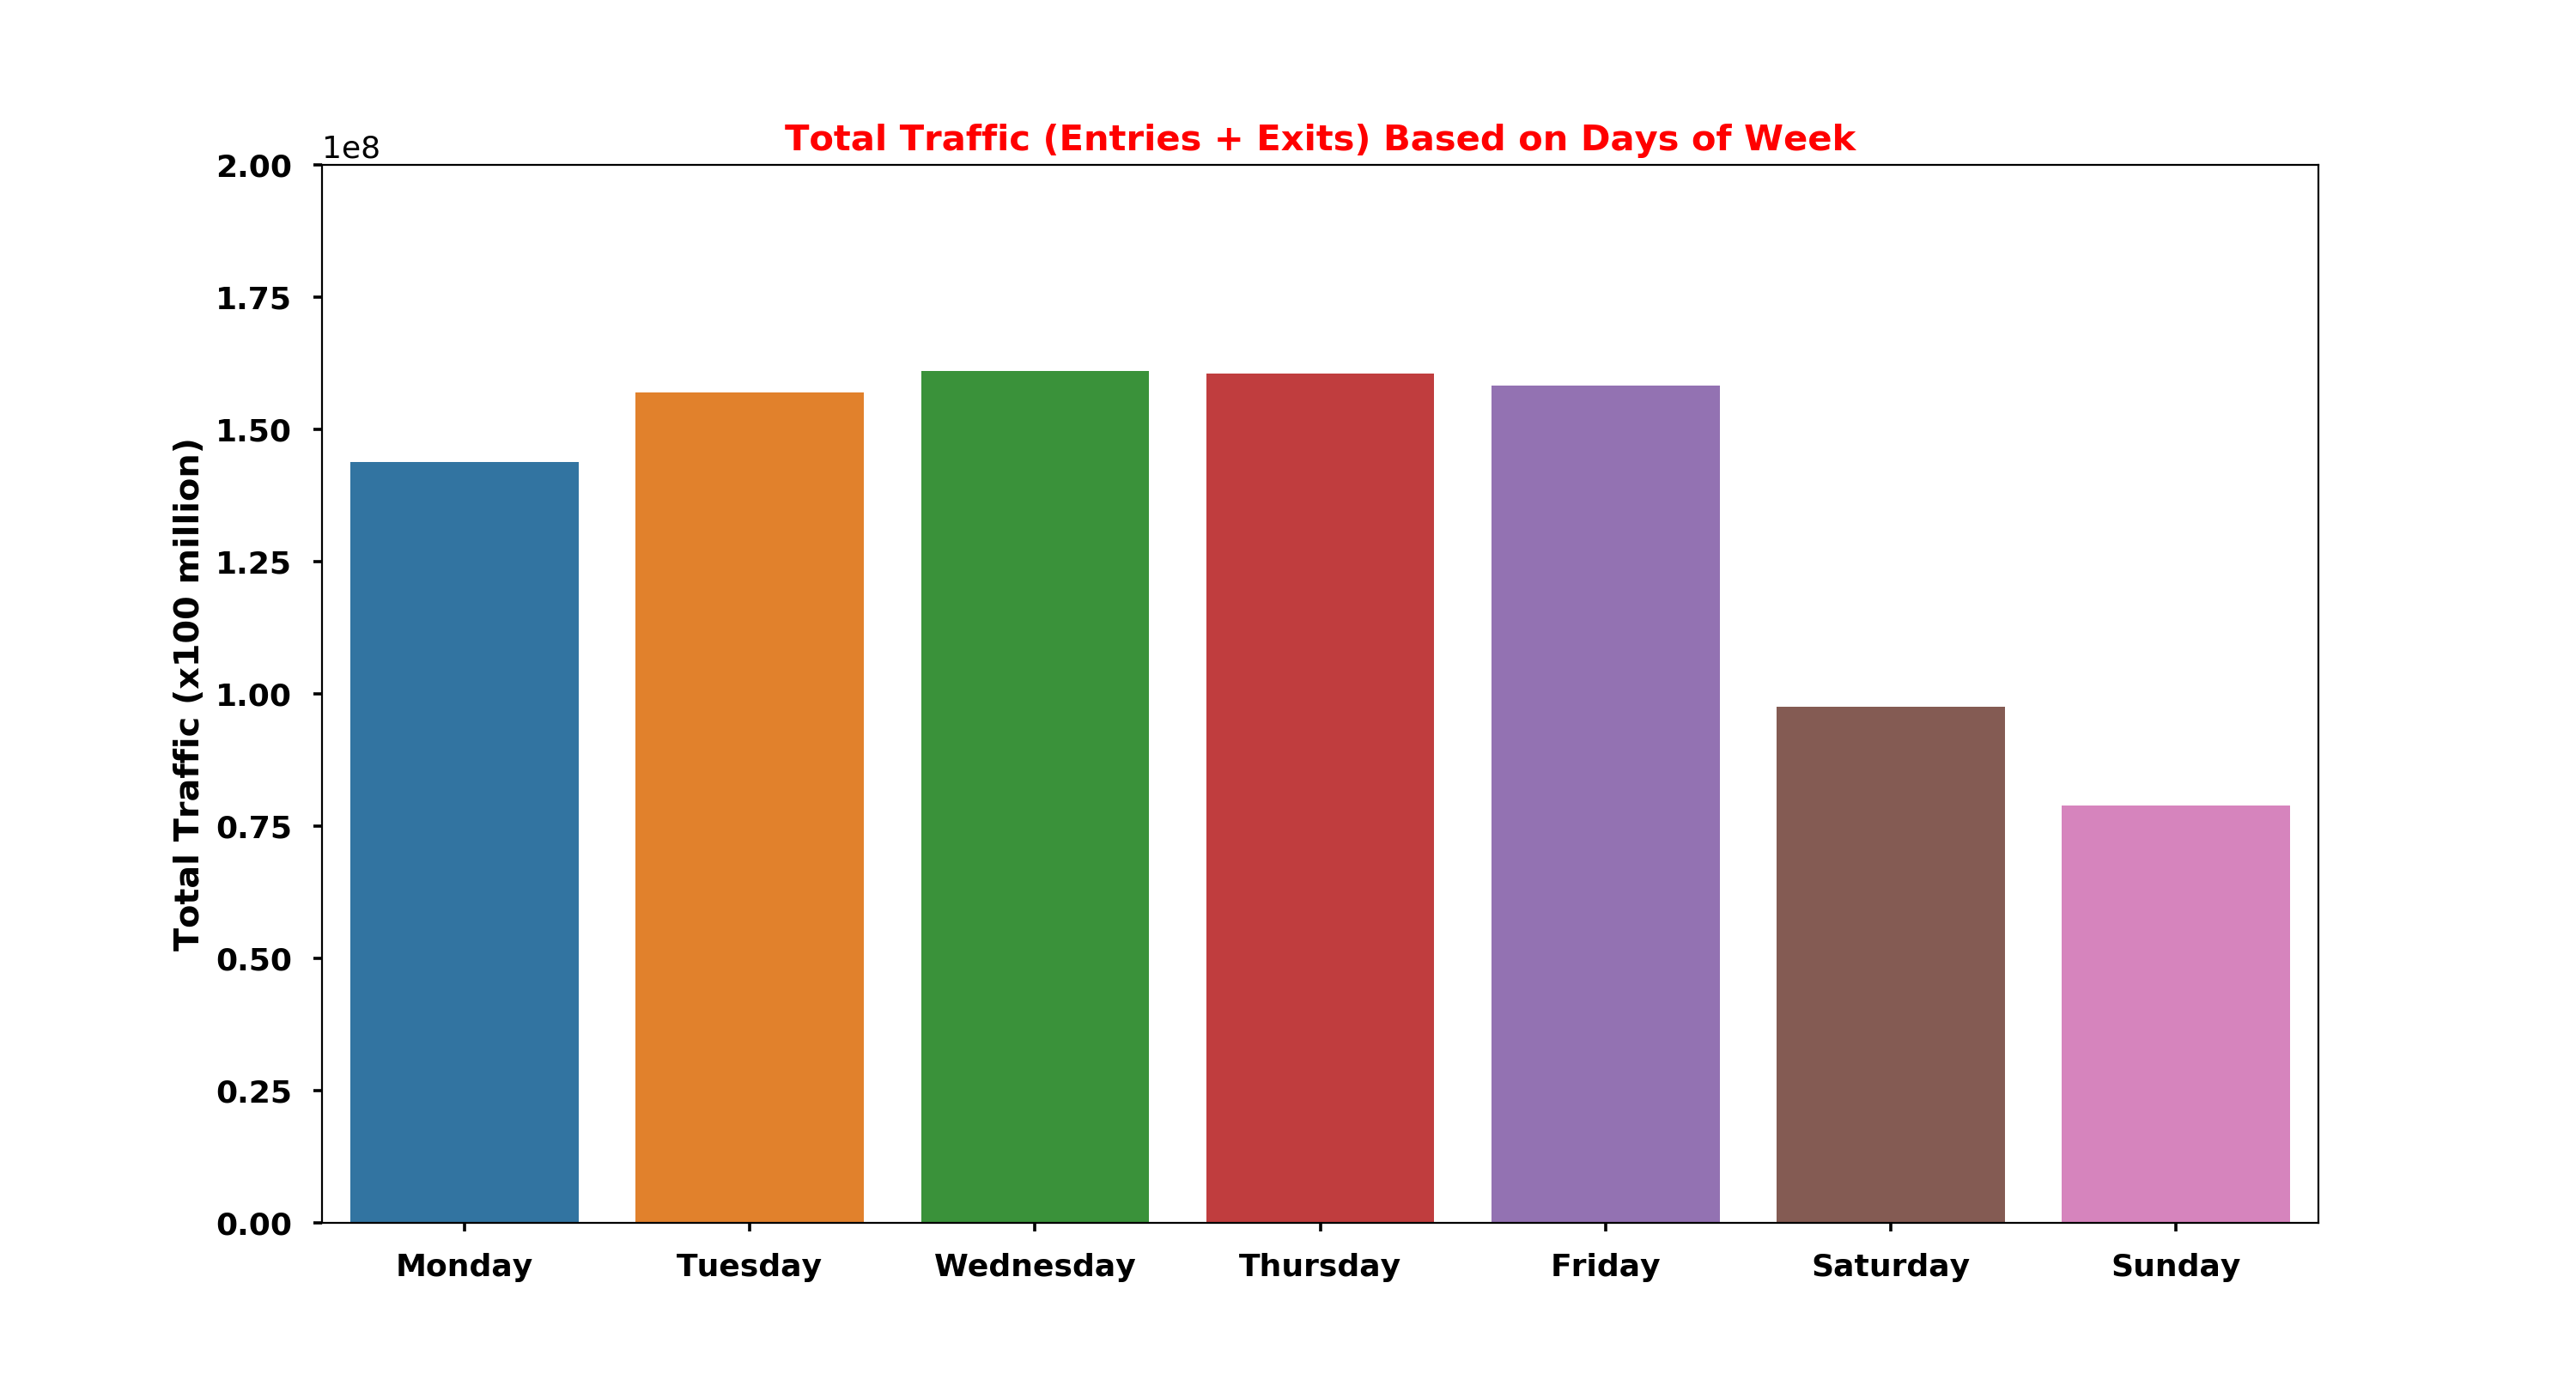 Total Traffic (Entries + Exits) Based on Days of Week
1e8
2.00
1.75
1.50
1.25
1.00
0.75
0.50
0.25
0.00
Total Traffic (x100 million)
Monday Tuesday Wednesday Thursday Friday Saturday Sunday